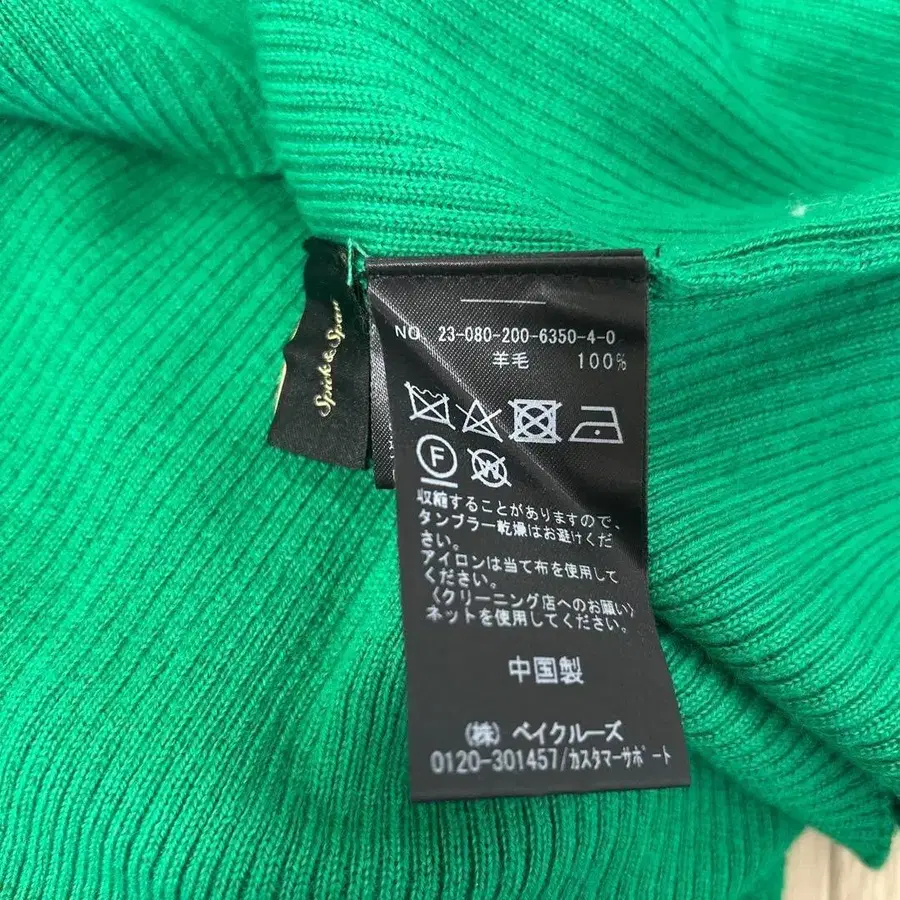 Spick & Span
NO 23-080-200-6350-4-0
羊毛 100%
F
W
収縮することがありますので、
タンブラー乾燥はお避けくだ
さい。
アイロンは当て布を使用して
ください。
〈クリーニング店へのお願い〉
ネットを使用してください。
中国製
(株) ベイクルーズ
0120-301457/カスタマーサポート